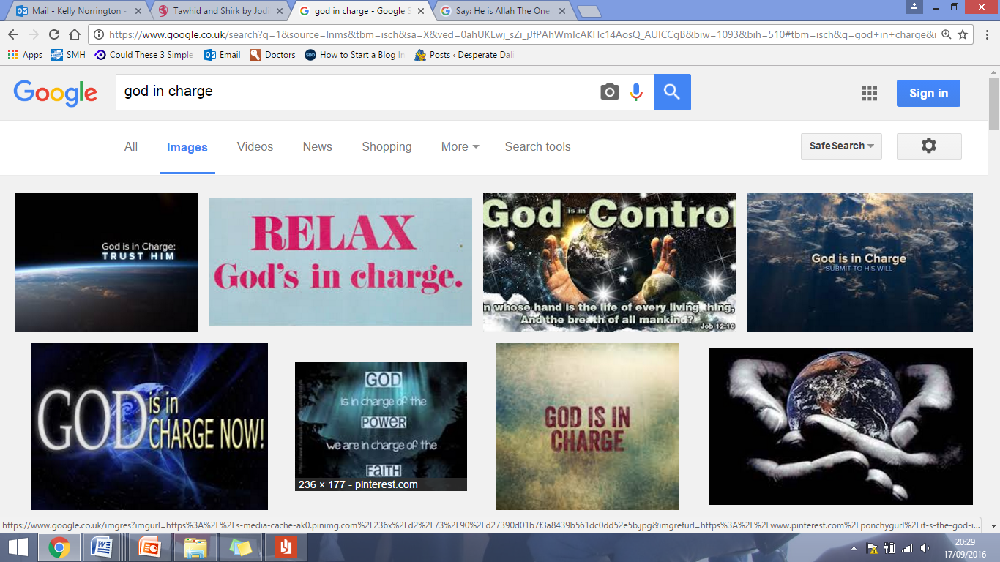 Mail - Kelly Norrington -
Tawhid and Shirk by Jodi
god in charge - Google S
Say: He is Allah The One
https://www.google.co.uk/search?q=1&source=lnms&tbm=isch&sa=X&ved=0ahUKEwj_sZi_jJfPAhWmIcAKHc14AosQ_AUICCgB&biw=1093&bih=510#tbm=isch&q=god+in+charge&i
Apps
SMH
Could These 3 Simple
Email
Doctors
How to Start a Blog In
Posts ‹ Desperate Dal
Google
god in charge
Sign in
All
Images
Videos
News
Shopping
More
Search tools
SafeSearch
God is in Charge:
TRUST HIM
RELAX
God's in charge.
God is in Control
n whose hand is the life of every living thing,
And the breath of all mankind?
Job 12:10
God is in Charge
SUBMIT TO HIS WILL
GOD is in
CHARGE NOW!
GOD
is in charge of the
POWER
we are in charge of the
FAITH
236 × 177 - pinterest.com
GOD IS IN
CHARGE
https://www.google.co.uk/imgres?imgurl=https%3A%2F%2Fs-media-cache-ak0.pinimg.com%2F236x%2Fd2%2F73%2F90%2Fd27390d01b7f3a8439b561dc0dd52e5b.jpg&imgrefurl=https%3A%2F%2Fwww.pinterest.com%2Fponchygurl%2Fit-s-the-god-i...
20:29
17/09/2016